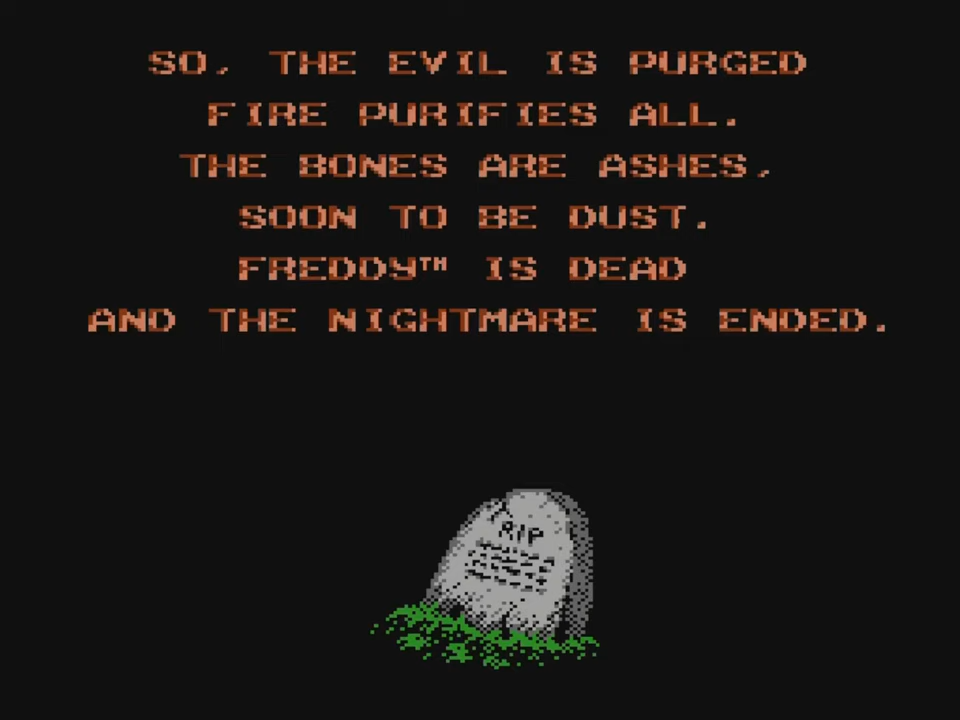 SO, THE EVIL IS PURGED
FIRE PURIFIES ALL.
THE BONES ARE ASHES,
SOON TO BE DUST.
FREDDY™ IS DEAD
AND THE NIGHTMARE IS ENDED.
RIP